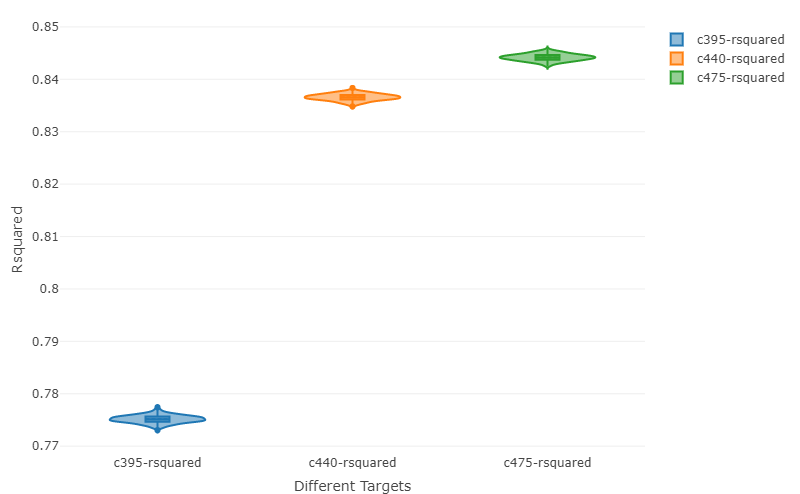 0.85
0.84
0.83
0.82
0.81
0.8
0.79
0.78
0.77
Rsquared
c395-rsquared
c440-rsquared
c475-rsquared
Different Targets
c395-rsquared
c440-rsquared
c475-rsquared